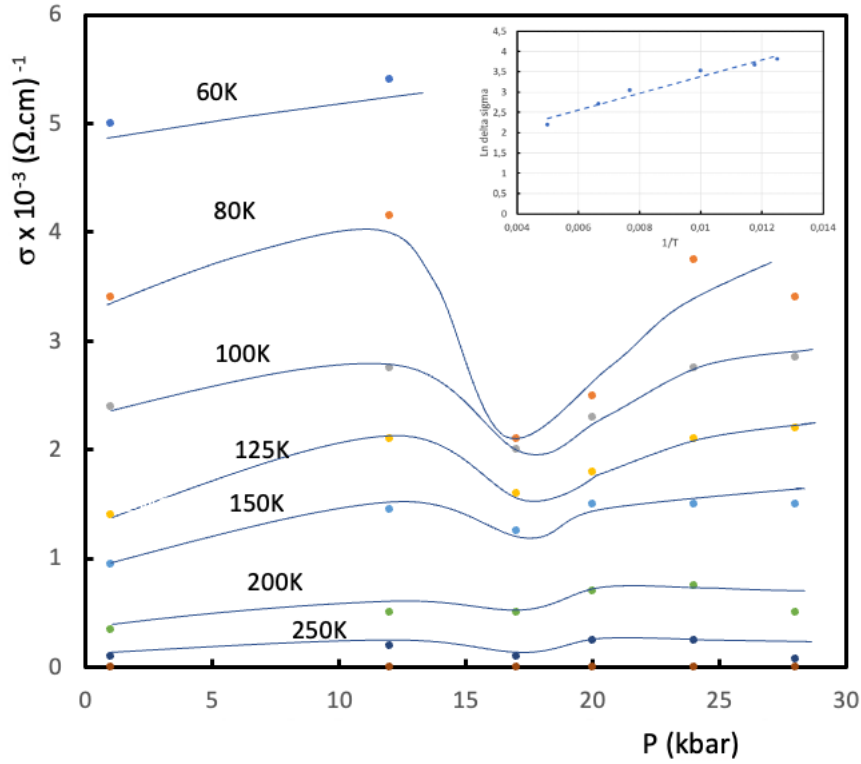 σ x 10⁻³ (Ω.cm) ⁻¹
6
5
4
3
2
1
0
60K
80K
100K
125K
150K
200K
250K
0
5
10
15
20
25
30
P (kbar)
Ln delta sigma
4,5
4
3,5
3
2,5
2
1,5
1
0,5
0
0,004
0,006
0,008
0,01
0,012
0,014
1/T